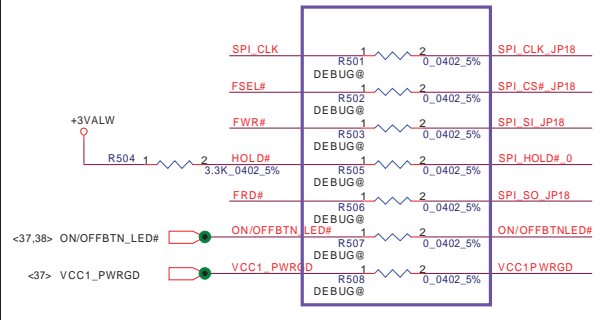 SPI_CLK 1 2 SPI_CLK_JP18
R501 0_0402_5%
DEBUG@
FSEL# 1 2 SPI_CS#_JP18
R502 0_0402_5%
DEBUG@
+3VALW FWR# 1 2 SPI_SI_JP18
R503 0_0402_5%
DEBUG@
R504 1 2 HOLD# 1 2 SPI_HOLD#_0
3.3K_0402_5% R505 0_0402_5%
DEBUG@
FRD# 1 2 SPI_SO_JP18
R506 0_0402_5%
DEBUG@
<37,38> ON/OFFBTN_LED# ON/OFFBTN_LED# 1 2 ON/OFFBTNLED#
R507 0_0402_5%
DEBUG@
<37> VCC1_PWRGD VCC1_PWRGD 1 2 VCC1PWRGD
R508 0_0402_5%
DEBUG@